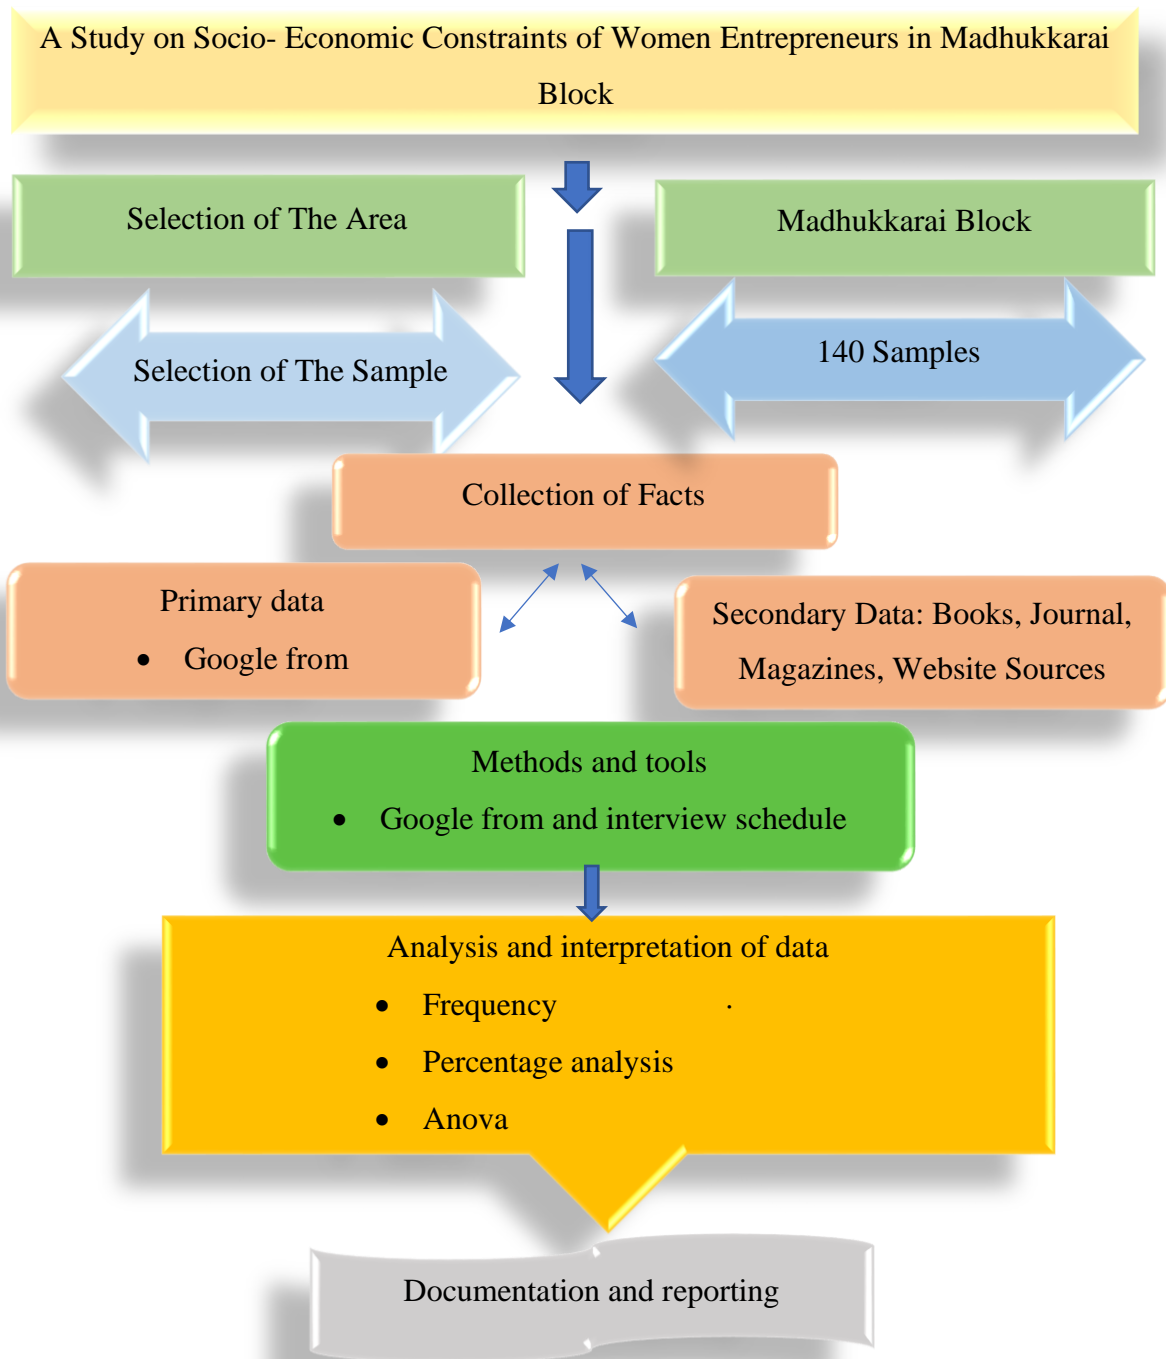 A Study on Socio- Economic Constraints of Women Entrepreneurs in Madhukkarai
Block
Selection of The Area
Madhukkarai Block
Selection of The Sample
140 Samples
Collection of Facts
Primary data
• Google from
Secondary Data: Books, Journal,
Magazines, Website Sources
Methods and tools
• Google from and interview schedule
Analysis and interpretation of data
• Frequency .
• Percentage analysis
• Anova
Documentation and reporting